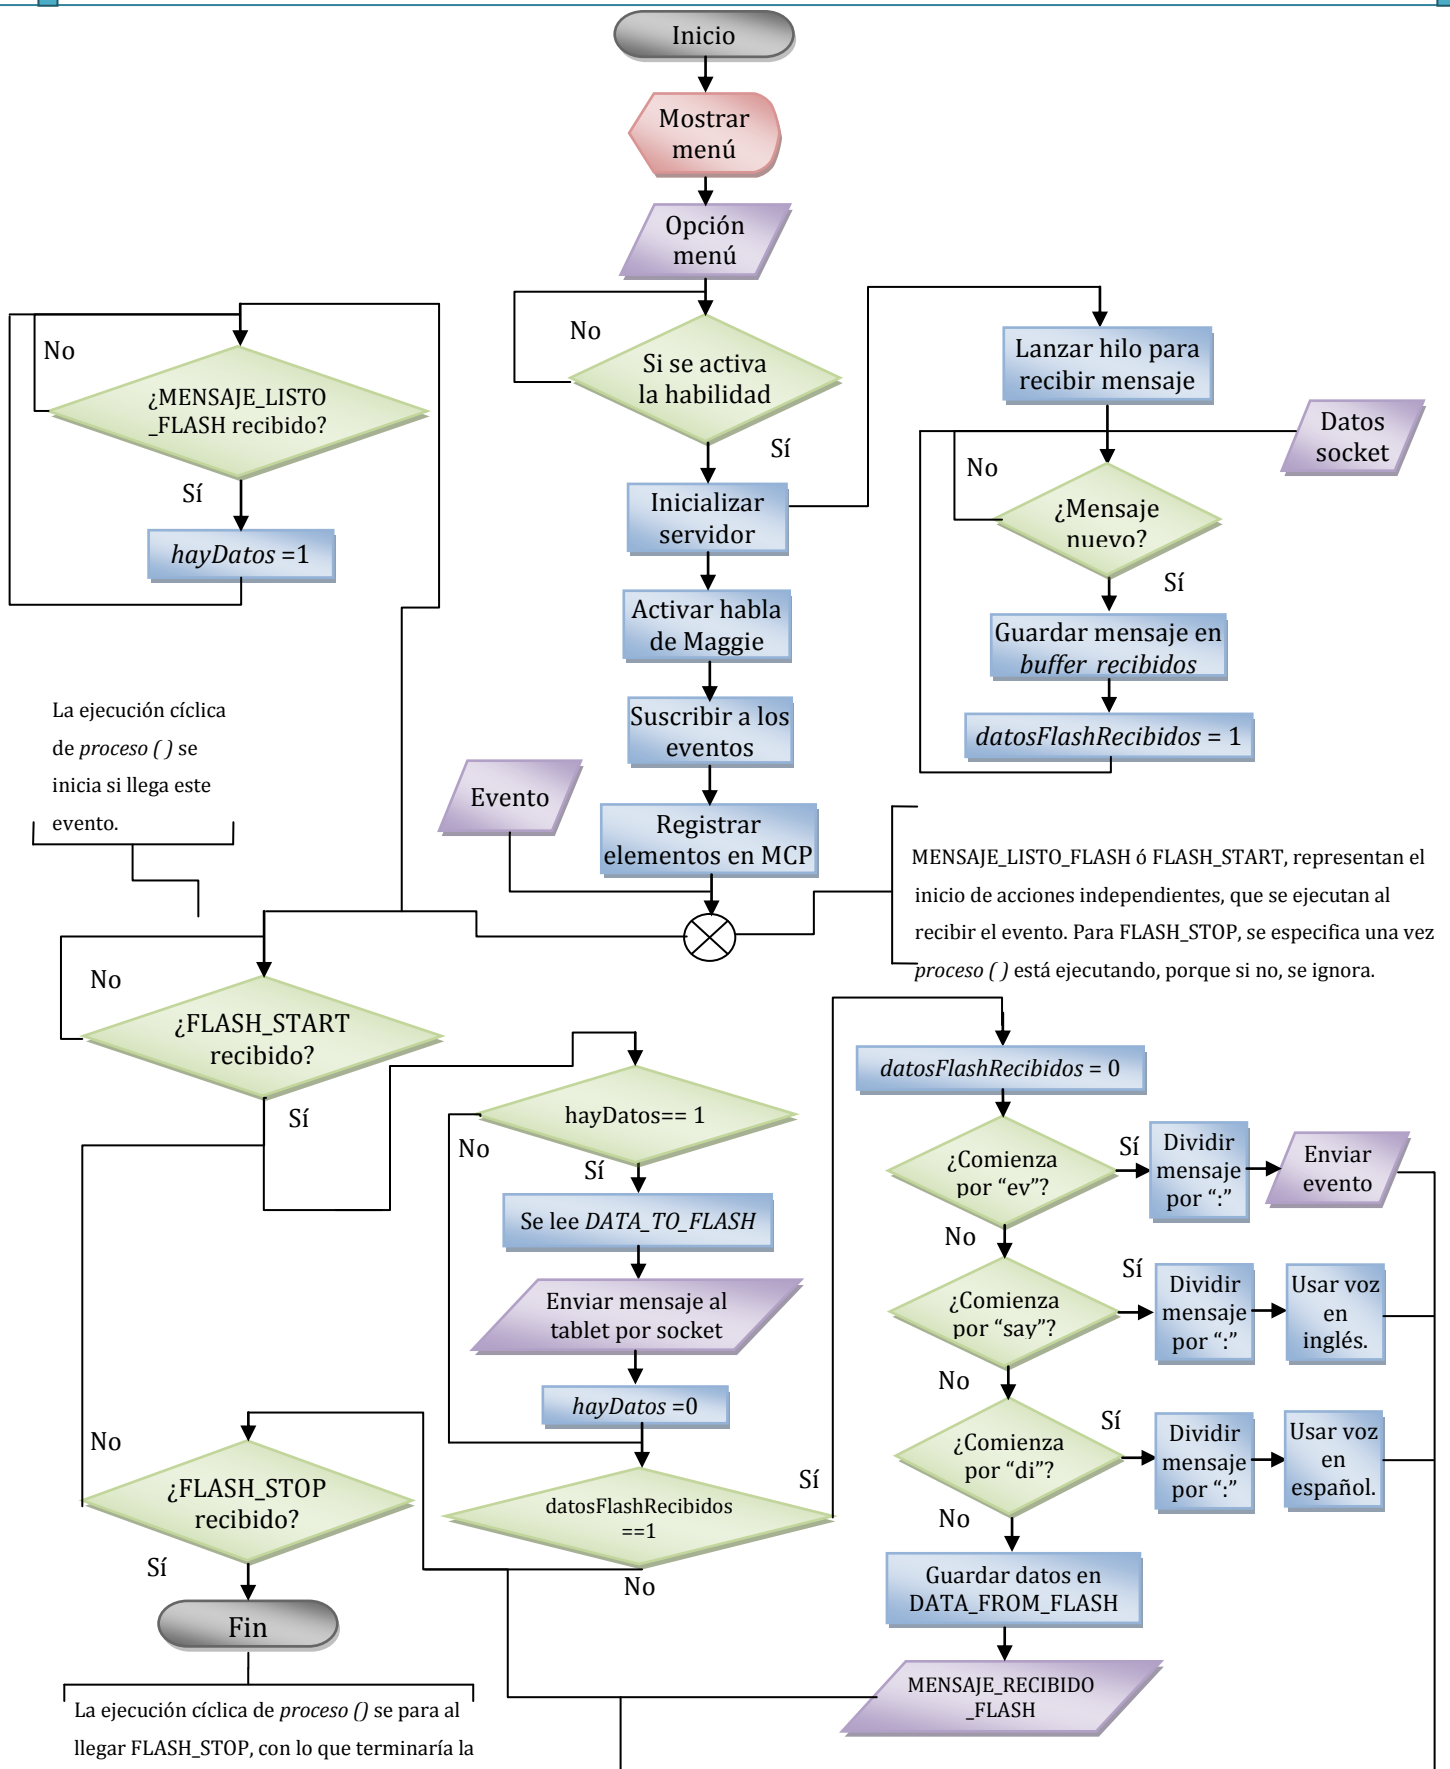 Inicio
Mostrar
menú
Opción
menú
No
Si se activa
la habilidad
Sí
Inicializar
servidor
Activar habla
de Maggie
Suscribir a los
eventos
Registrar
elementos en MCP
Evento
No
¿MENSAJE_LISTO
_FLASH recibido?
Sí
hayDatos =1
Lanzar hilo para
recibir mensaje
Datos
socket
No
¿Mensaje
nuevo?
Sí
Guardar mensaje en
buffer_recibidos
datosFlashRecibidos = 1
La ejecución cíclica
de proceso ( ) se
inicia si llega este
evento.
MENSAJE_LISTO_FLASH ó FLASH_START, representan el
inicio de acciones independientes, que se ejecutan al
recibir el evento. Para FLASH_STOP, se especifica una vez
proceso ( ) está ejecutando, porque si no, se ignora.
No
¿FLASH_START
recibido?
Sí
hayDatos== 1
No
Sí
Se lee DATA_TO_FLASH
Enviar mensaje al
tablet por socket
hayDatos =0
datosFlashRecibidos
==1
Sí
No
No
¿FLASH_STOP
recibido?
Sí
Fin
La ejecución cíclica de proceso () se para al
llegar FLASH_STOP, con lo que terminaría la
datosFlashRecibidos = 0
¿Comienza
por “ev”?
Sí
Dividir
mensaje
por “:”
Enviar
evento
No
¿Comienza
por “say”?
Sí
Dividir
mensaje
por “:”
Usar voz
en
inglés.
No
¿Comienza
por “di”?
Sí
Dividir
mensaje
por “:”
Usar voz
en
español.
No
Guardar datos en
DATA_FROM_FLASH
MENSAJE_RECIBIDO
_FLASH